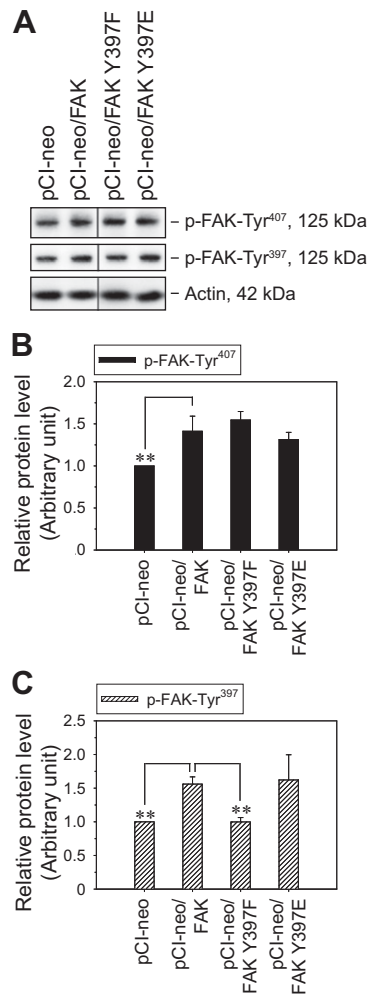 A
pCI-neo
pCI-neo/FAK
pCI-neo/FAK Y397F
pCI-neo/FAK Y397E
p-FAK-Tyr⁴⁰⁷, 125 kDa
p-FAK-Tyr³⁹⁷, 125 kDa
Actin, 42 kDa
B
p-FAK-Tyr⁴⁰⁷
Relative protein level
(Arbitrary unit)
2.0
1.5
1.0
0.5
0
**
pCI-neo
pCI-neo/
FAK
pCI-neo/
FAK Y397F
pCI-neo/
FAK Y397E
C
p-FAK-Tyr³⁹⁷
Relative protein level
(Arbitrary unit)
2.5
2.0
1.5
1.0
0.5
0
**
**
pCI-neo
pCI-neo/
FAK
pCI-neo/
FAK Y397F
pCI-neo/
FAK Y397E